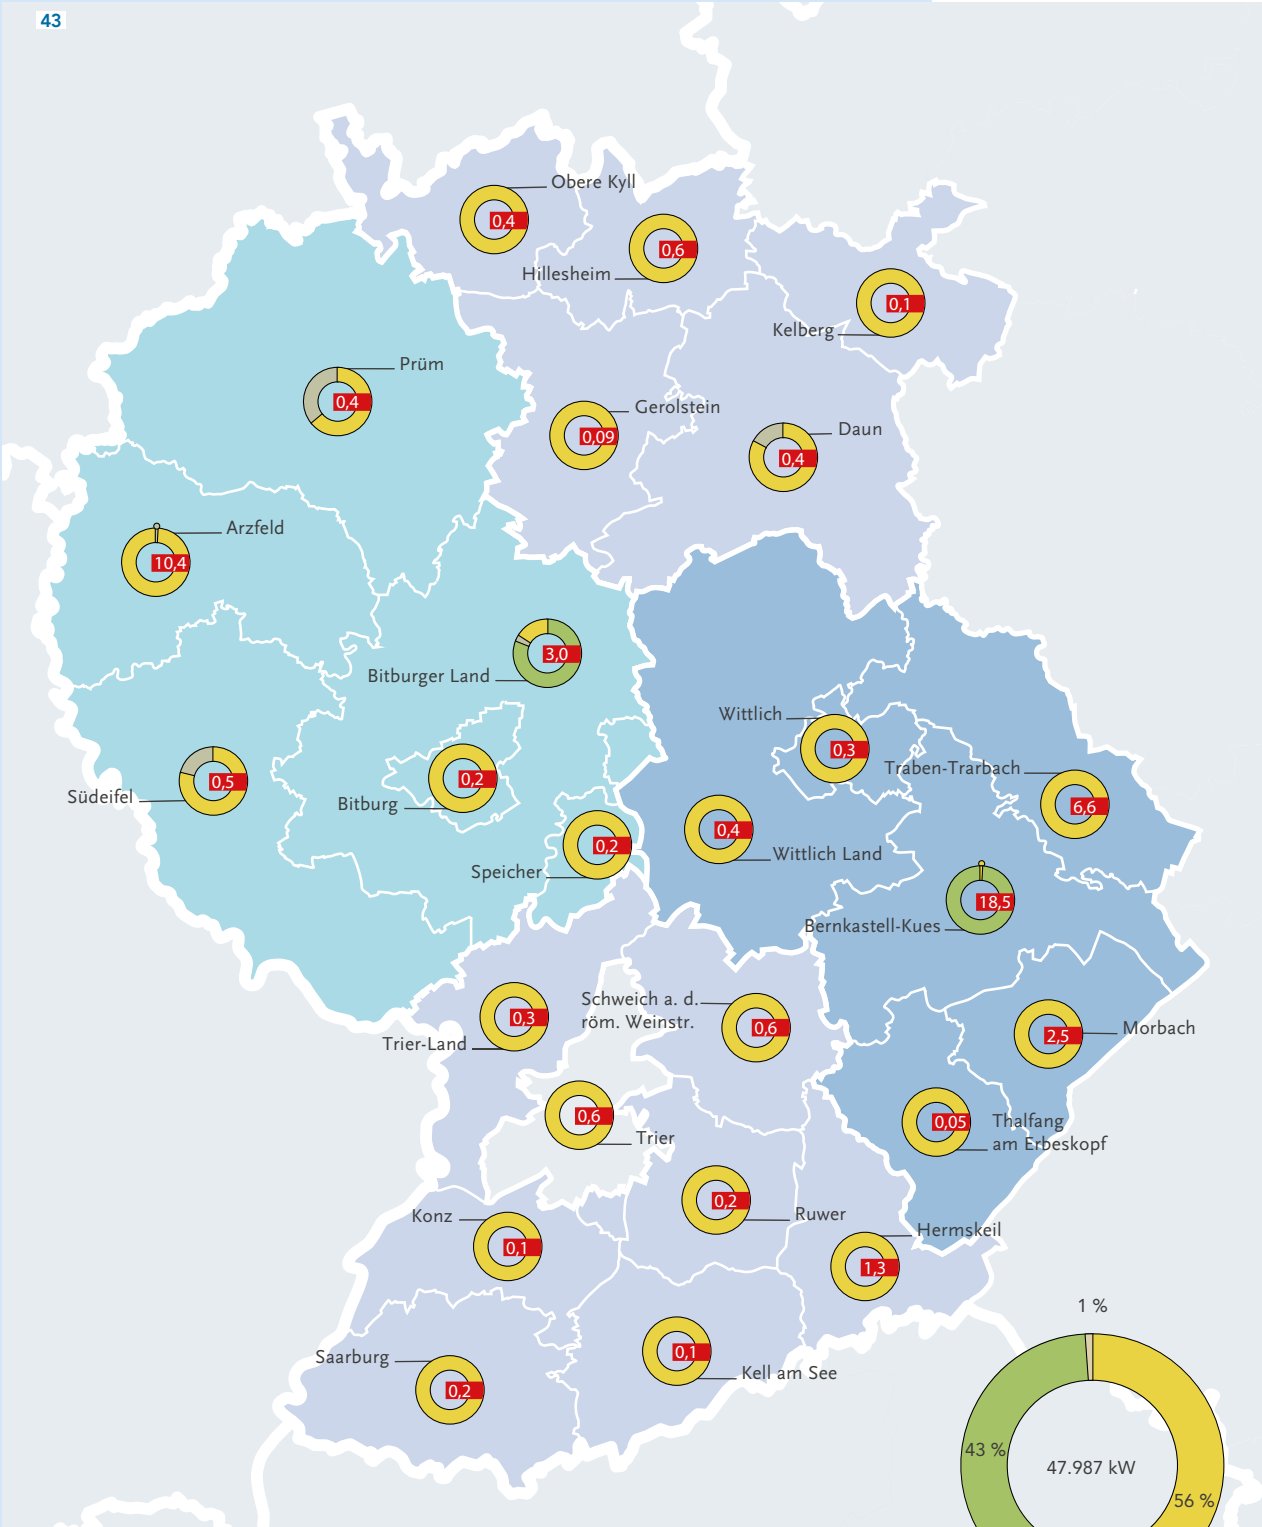 43
Obere Kyll
0,4
0,6
Hillesheim
0,1
Kelberg
Prüm
0,4
Gerolstein
0,09
Daun
0,4
Arzfeld
10,4
3,0
Bitburger Land
Wittlich
0,3
Traben-Trarbach
6,6
Südeifel
0,5
0,2
Bitburg
0,4
Wittlich Land
0,2
Speicher
18,5
Bernkastell-Kues
0,3
Trier-Land
Schweich a. d.
röm. Weinstr.
0,6
2,5
Morbach
0,6
Trier
0,05
Thalfang
am Erbeskopf
0,2
Ruwer
Konz
0,1
Hermskeil
1,3
1 %
Saarburg
0,2
0,1
Kell am See
43 %
47.987 kW
56 %